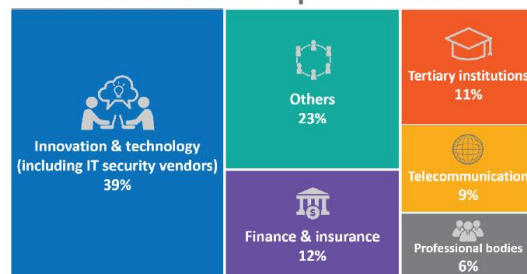 Innovation & technology
(including IT security vendors)
39%
Others
23%
Finance & insurance
12%
Tertiary institutions
11%
Telecommunication
9%
Professional bodies
6%